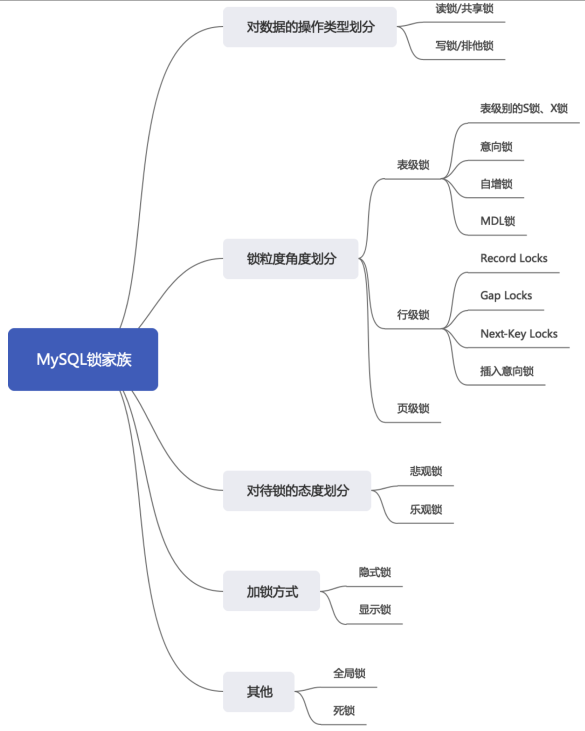 MySQL锁家族
对数据的操作类型划分
读锁/共享锁
写锁/排他锁
锁粒度角度划分
表级锁
表级别的S锁、X锁
意向锁
自增锁
MDL锁
行级锁
Record Locks
Gap Locks
Next-Key Locks
插入意向锁
页级锁
对待锁的态度划分
悲观锁
乐观锁
加锁方式
隐式锁
显示锁
其他
全局锁
死锁